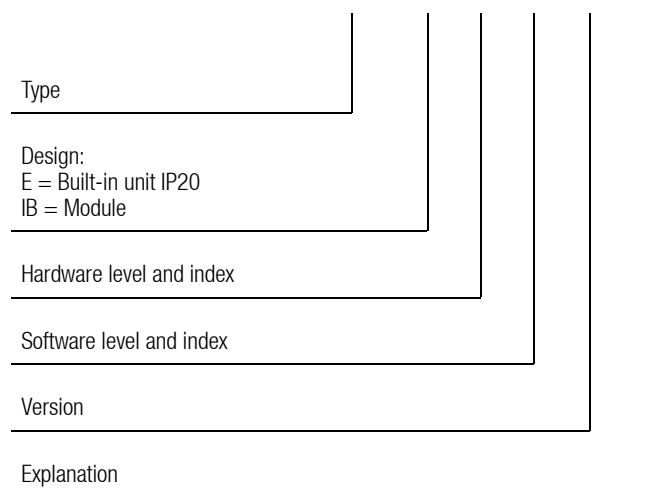 Type
Design:
E = Built-in unit IP20
IB = Module
Hardware level and index
Software level and index
Version
Explanation